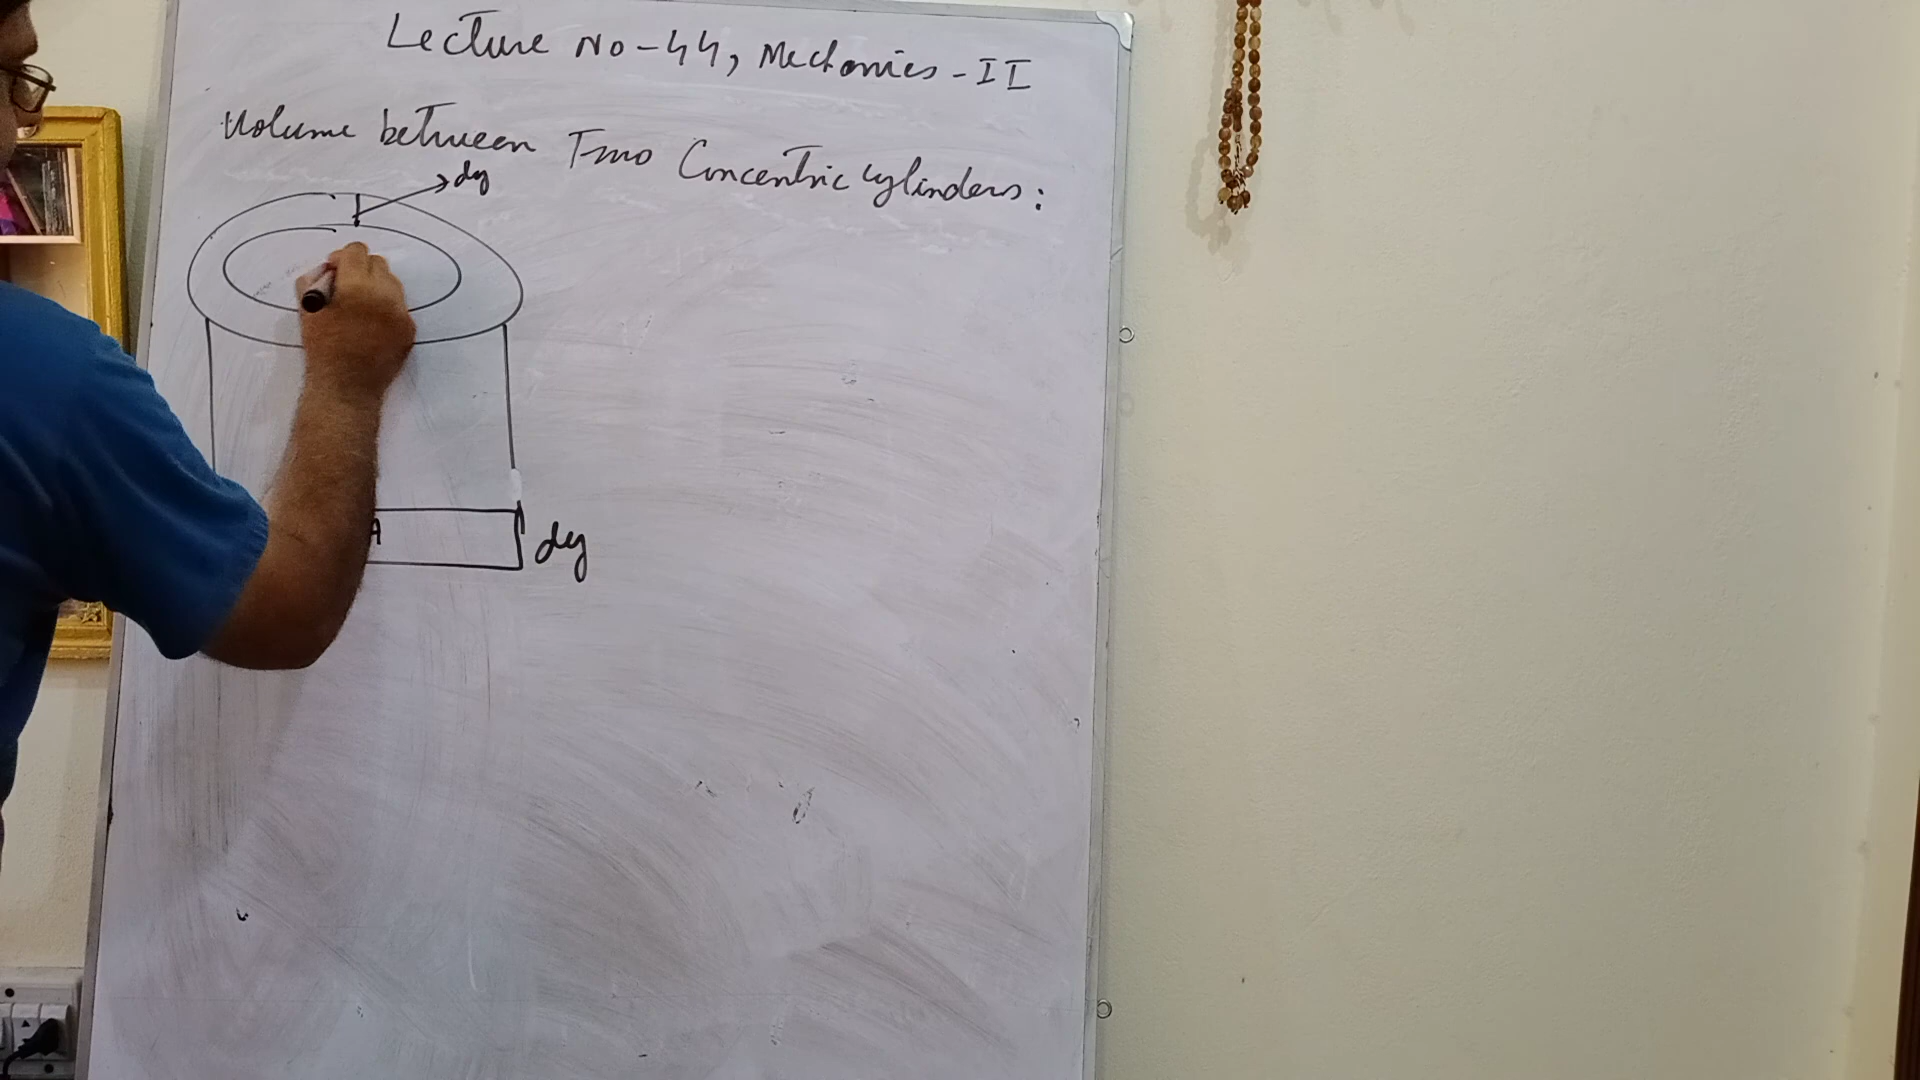 Lecture No-44, Mechanics-II
Volume between Two Concentric cylinders:
dy
A
dy